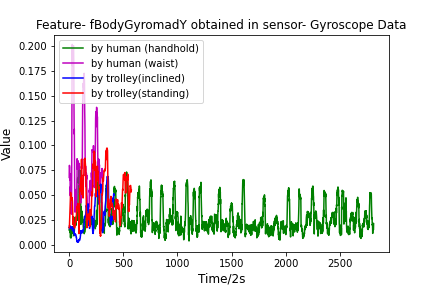 Feature- fBodyGyromadY obtained in sensor- Gyroscope Data
by human (handhold)
by human (waist)
by trolley(inclined)
by trolley(standing)
0.200
0.175
0.150
0.125
0.100
0.075
0.050
0.025
0.000
Value
0 500 1000 1500 2000 2500
Time/2s